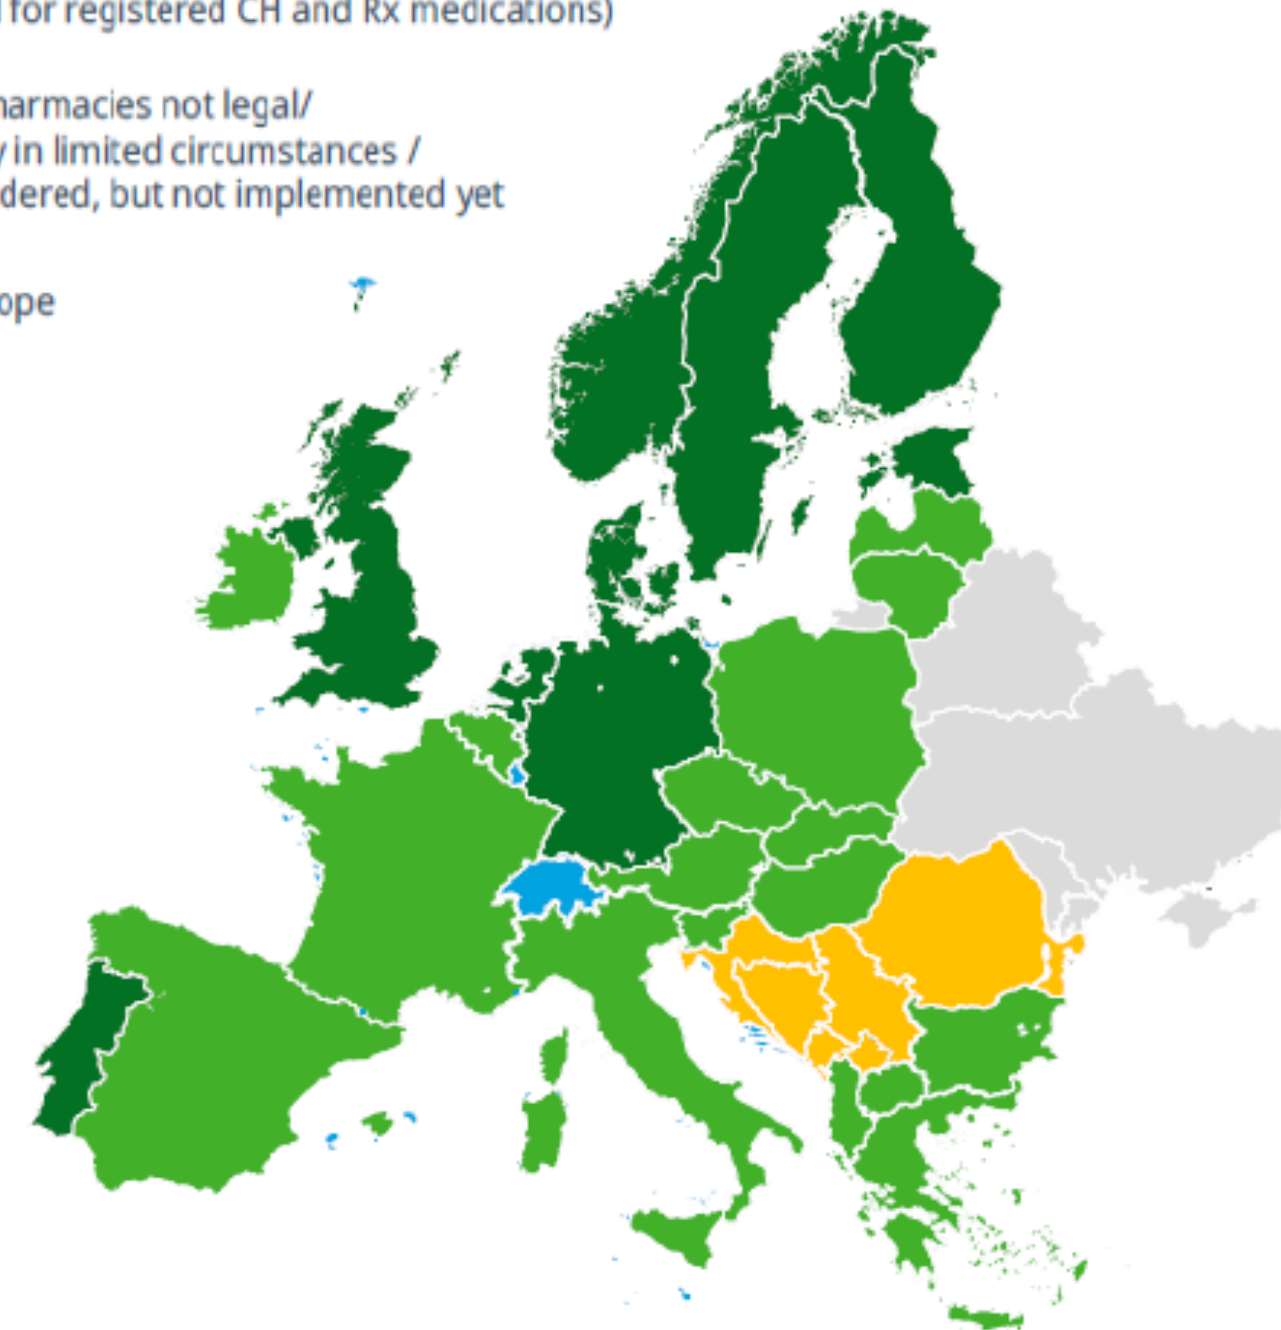 for registered CH and Rx medications)
harmacies not legal/
y in limited circumstances /
dered, but not implemented yet
ope